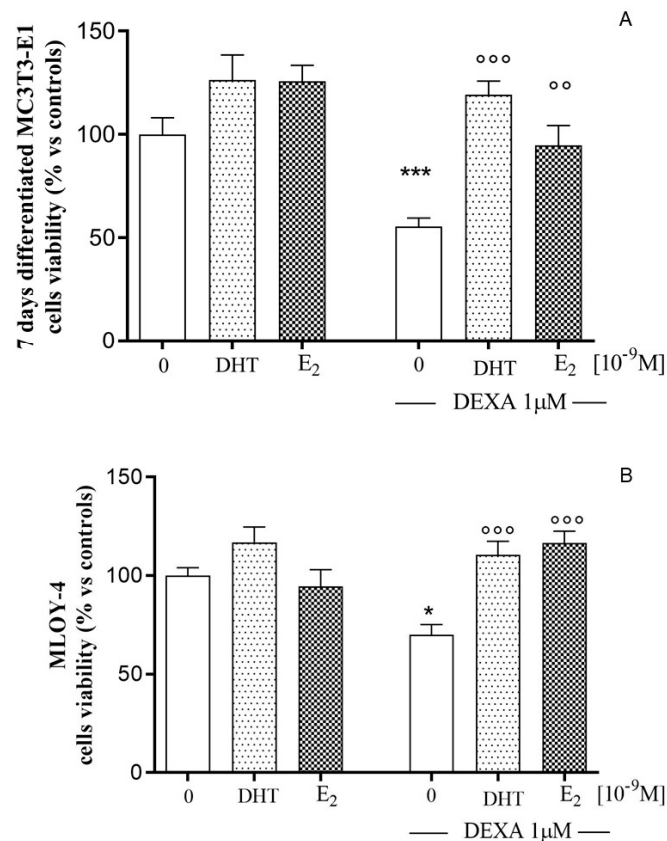 A
7 days differentiated MC3T3-E1
cells viability (% vs controls)
150
100
50
0
***
°°°
°°
0 DHT E₂ 0 DHT E₂ [10⁻⁹M]
DEXA 1µM
B
MLOY-4
cells viability (% vs controls)
150
100
50
0
*
°°°
°°°
0 DHT E₂ 0 DHT E₂ [10⁻⁹M]
DEXA 1µM